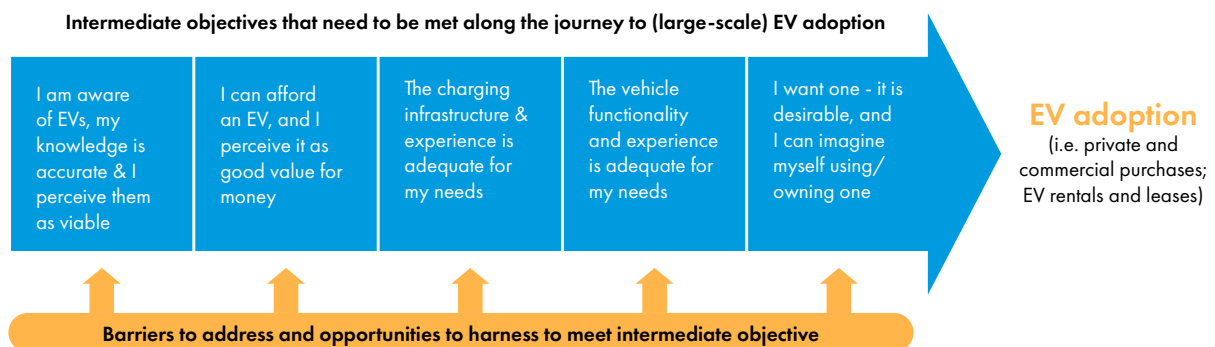 Intermediate objectives that need to be met along the journey to (large-scale) EV adoption
I am aware
of EVs, my
knowledge is
accurate & I
perceive them
as viable
I can afford
an EV, and I
perceive it as
good value for
money
The charging
infrastructure &
experience is
adequate for
my needs
The vehicle
functionality
and experience
is adequate for
my needs
I want one - it is
desirable, and
I can imagine
myself using/
owning one
EV adoption
(i.e. private and
commercial purchases;
EV rentals and leases)
Barriers to address and opportunities to harness to meet intermediate objective